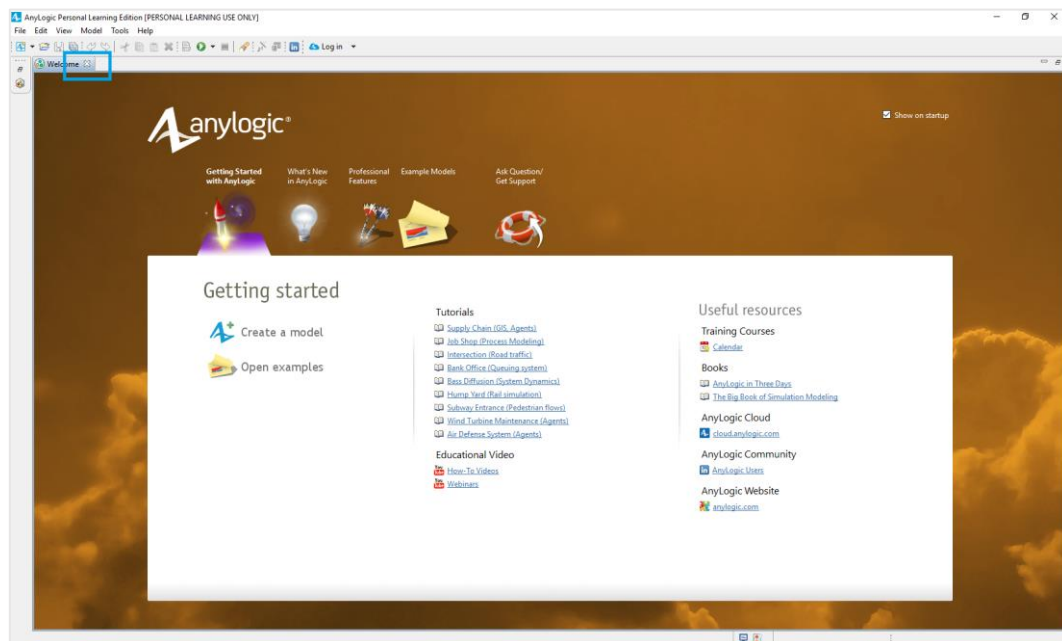 AnyLogic Personal Learning Edition [PERSONAL LEARNING USE ONLY]
File Edit View Model Tools Help
Log in
Welcome
anylogic®
Show on startup
Getting Started with AnyLogic
What's New in AnyLogic
Professional Features
Example Models
Ask Question/ Get Support
Getting started
Create a model
Open examples
Tutorials
Supply Chain (GIS, Agents)
Job Shop (Process Modeling)
Intersection (Road traffic)
Bank Office (Queuing system)
Bass Diffusion (System Dynamics)
Hump Yard (Rail simulation)
Subway Entrance (Pedestrian flows)
Wind Turbine Maintenance (Agents)
Air Defense System (Agents)
Educational Video
How-To Videos
Webinars
Useful resources
Training Courses
Calendar
Books
AnyLogic in Three Days
The Big Book of Simulation Modeling
AnyLogic Cloud
cloud.anylogic.com
AnyLogic Community
AnyLogic Users
AnyLogic Website
anylogic.com